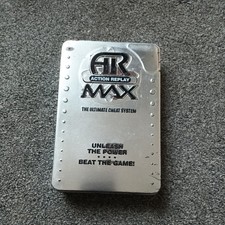 AR
ACTION REPLAY
MAX
THE ULTIMATE CHEAT SYSTEM
UNLEASH
THE POWER
BEAT THE GAME!